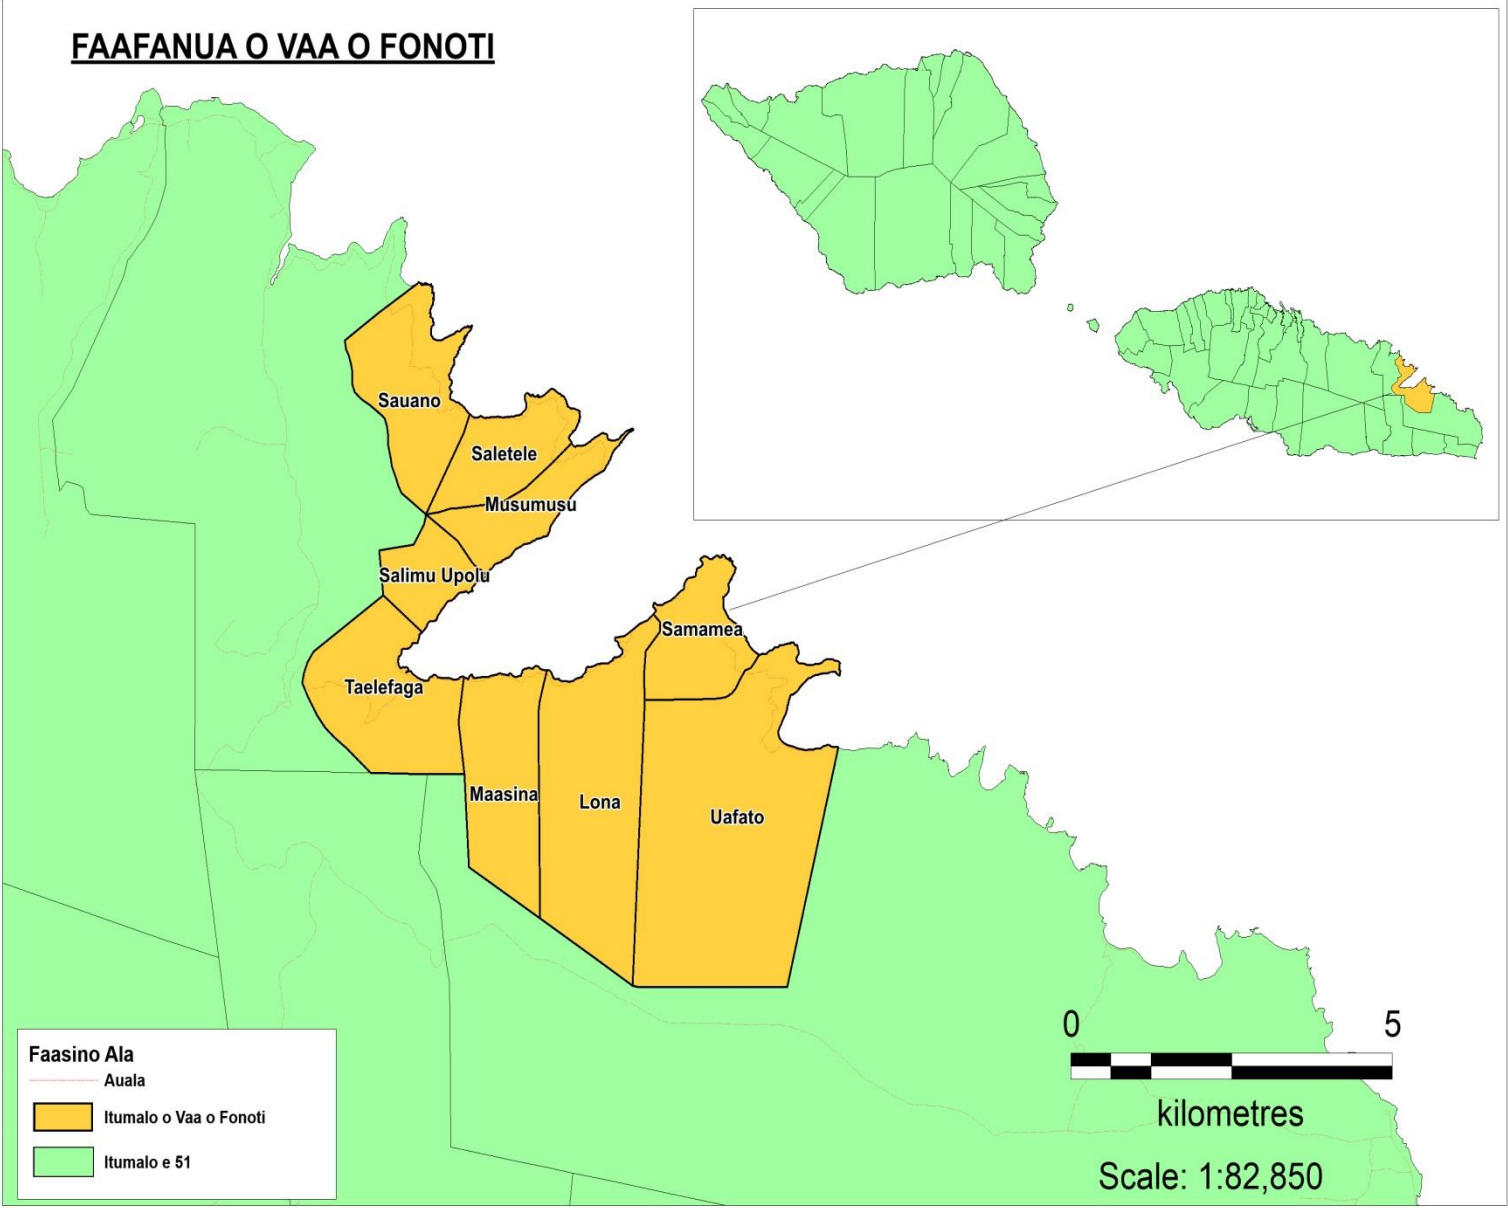 FAAFANUA O VAA O FONOTI
Sauano
Saletele
Musumusu
Salimu Upolu
Samamea
Taelefaga
Maasina
Lona
Uafato
Faasino Ala
Auala
Itumalo o Vaa o Fonoti
Itumalo e 51
0 5
kilometres
Scale: 1:82,850